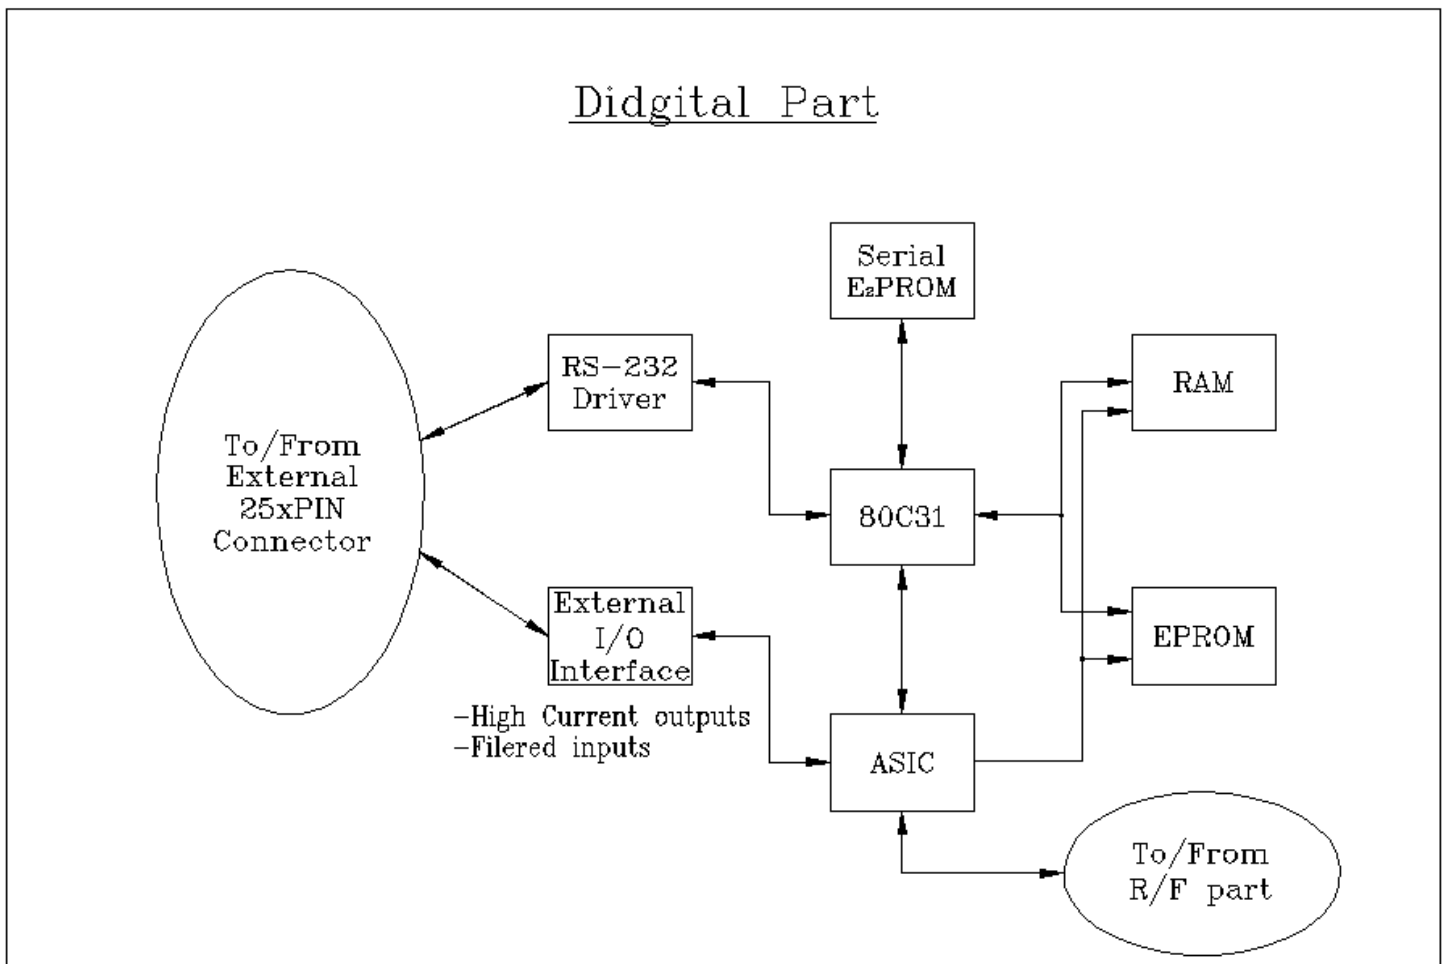 Didgital Part
Serial
E₂PROM
RS-232
Driver
RAM
To/From
External
25xPIN
Connector
80C31
External
I/O
Interface
EPROM
-High Current outputs
-Filered inputs
ASIC
To/From
R/F part